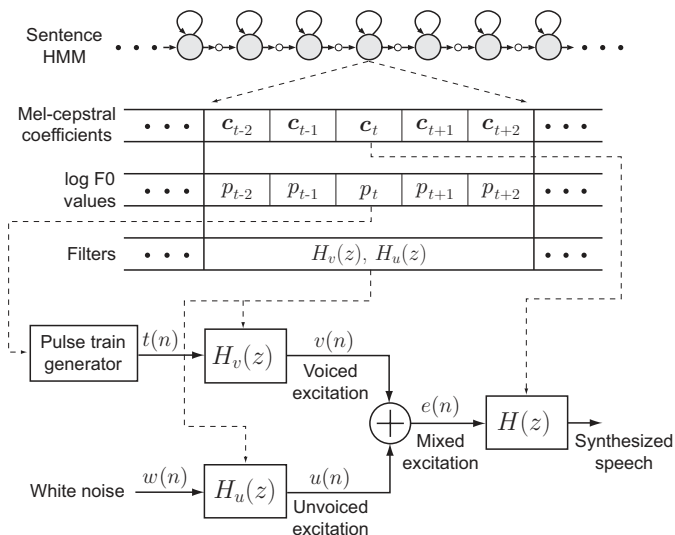 Sentence
HMM
Mel-cepstral
coefficients
• • • c_{t-2} c_{t-1} c_t c_{t+1} c_{t+2} • • •
log F0
values
• • • p_{t-2} p_{t-1} p_t p_{t+1} p_{t+2} • • •
Filters
• • • H_v(z), H_u(z) • • •
Pulse train
generator
t(n)
H_v(z)
v(n)
Voiced
excitation
e(n)
Mixed
excitation
H(z)
Synthesized
speech
White noise
w(n)
H_u(z)
u(n)
Unvoiced
excitation